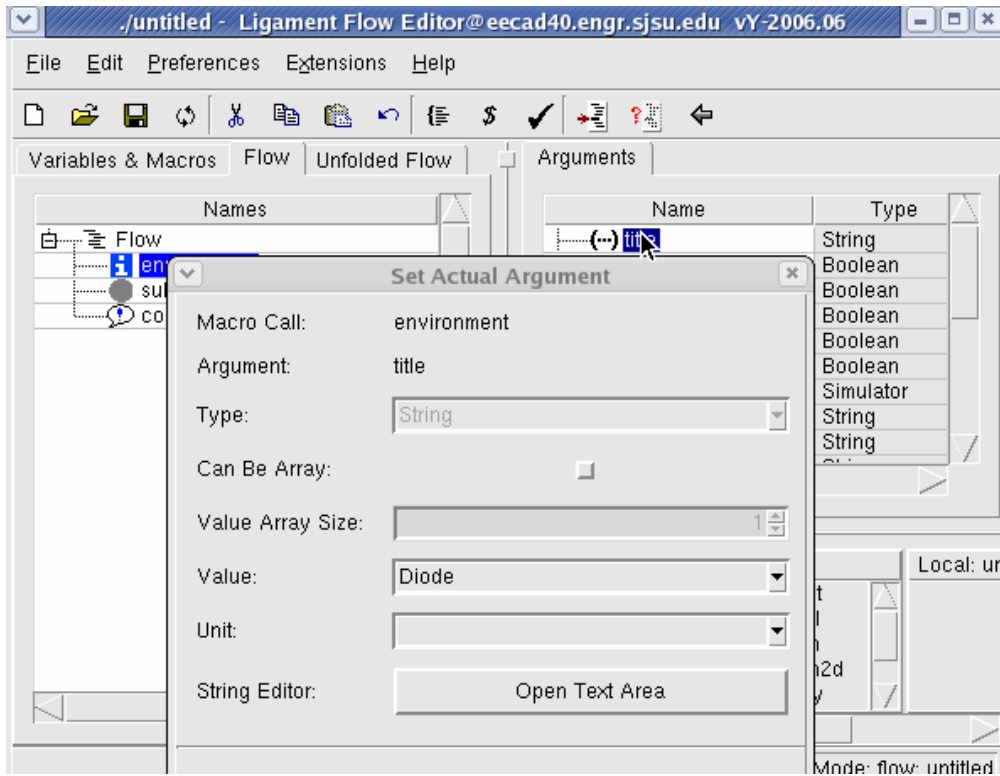 ./untitled - Ligament Flow Editor@eecad40.engr.sjsu.edu vY-2006.06
File Edit Preferences Extensions Help
Variables & Macros Flow Unfolded Flow Arguments
Names Name Type
Flow title String
Boolean
Boolean
Boolean
Boolean
Boolean
Simulator
String
String
Set Actual Argument
Macro Call: environment
Argument: title
Type: String
Can Be Array:
Value Array Size: 1
Value: Diode
Unit:
String Editor: Open Text Area
Local: ur
Mode: flow: untitled